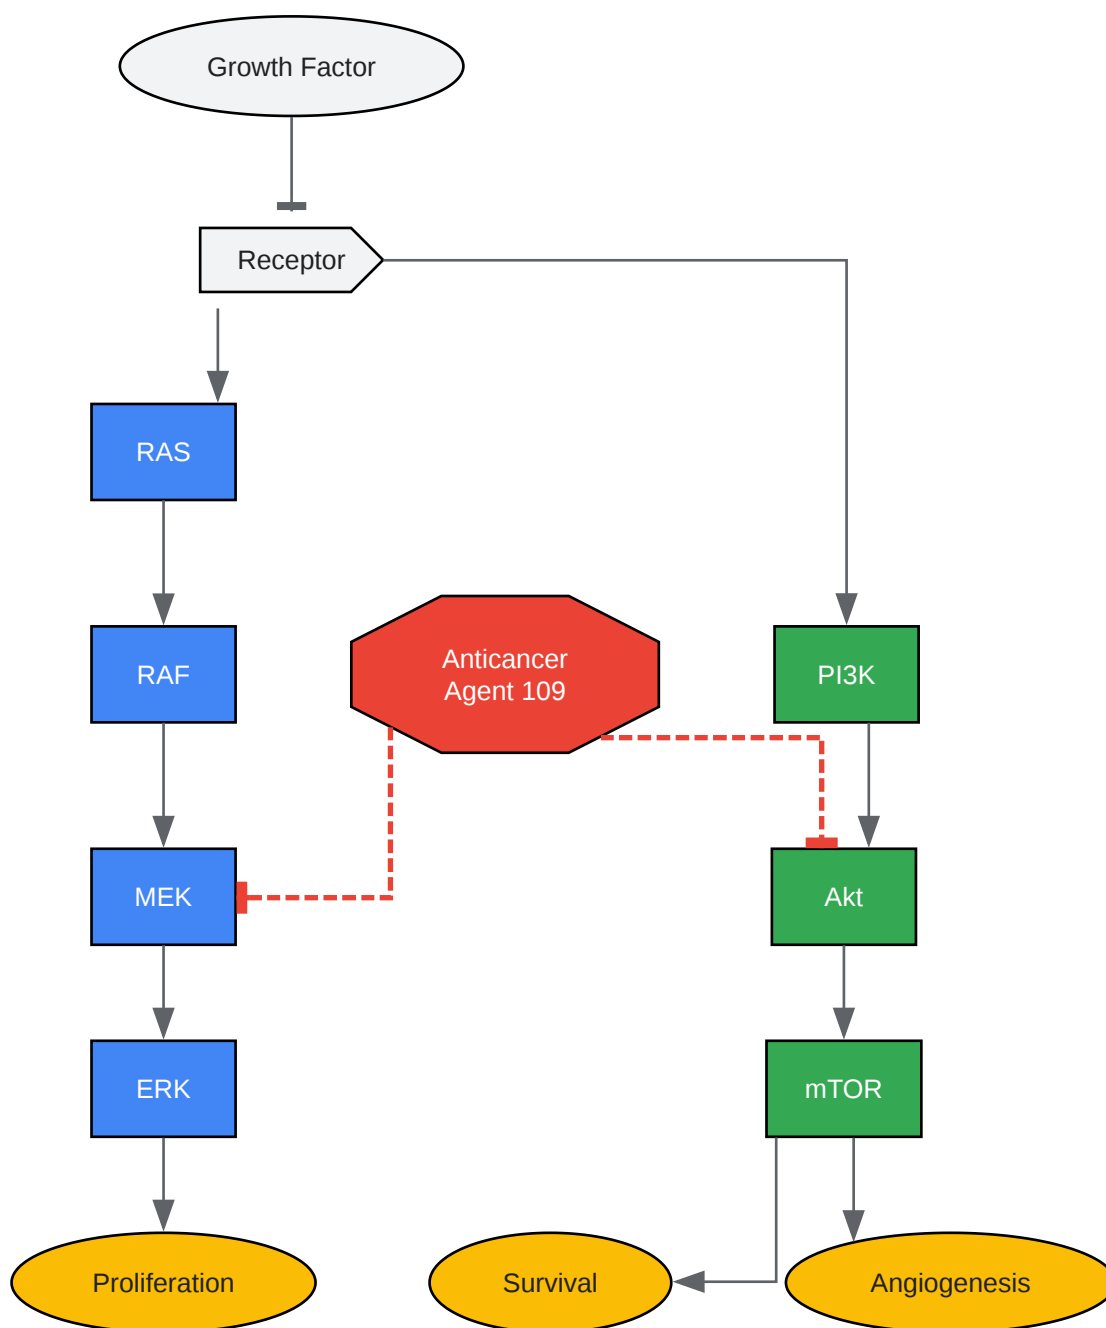 Growth Factor
Receptor
RAS
RAF
Anticancer
Agent 109
PI3K
MEK
Akt
ERK
mTOR
Proliferation
Survival
Angiogenesis